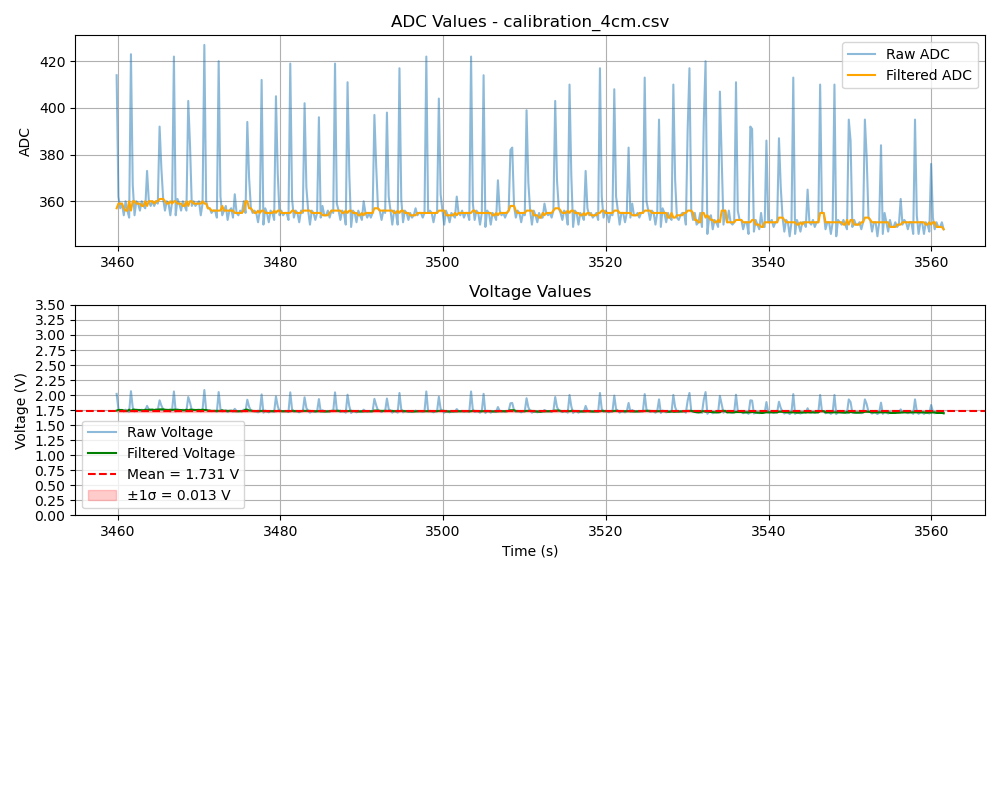 ADC Values - calibration_4cm.csv
ADC
420
400
380
360
Raw ADC
Filtered ADC
3460 3480 3500 3520 3540 3560
Voltage Values
Voltage (V)
3.50
3.25
3.00
2.75
2.50
2.25
2.00
1.75
1.50
1.25
1.00
0.75
0.50
0.25
0.00
Raw Voltage
Filtered Voltage
Mean = 1.731 V
±1σ = 0.013 V
3460 3480 3500 3520 3540 3560
Time (s)